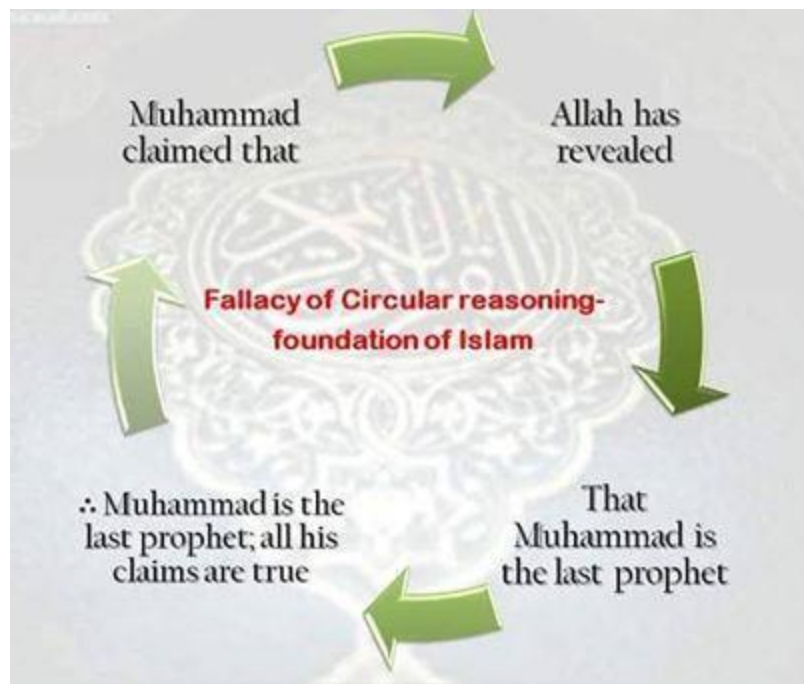 Muhammad
claimed that
Allah has
revealed
Fallacy of Circular reasoning-
foundation of Islam
That
Muhammad is
the last prophet
∴ Muhammad is the
last prophet; all his
claims are true